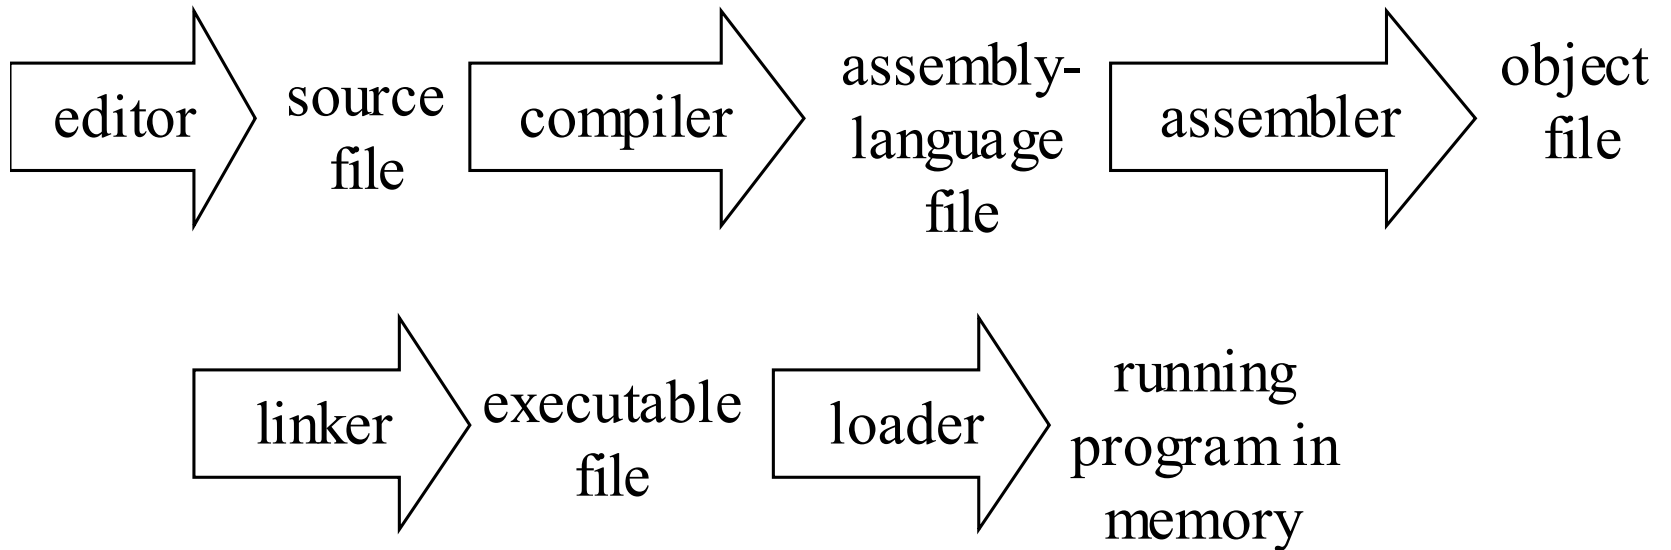 editor
source
file
compiler
assembly-
language
file
assembler
object
file
linker
executable
file
loader
running
program in
memory